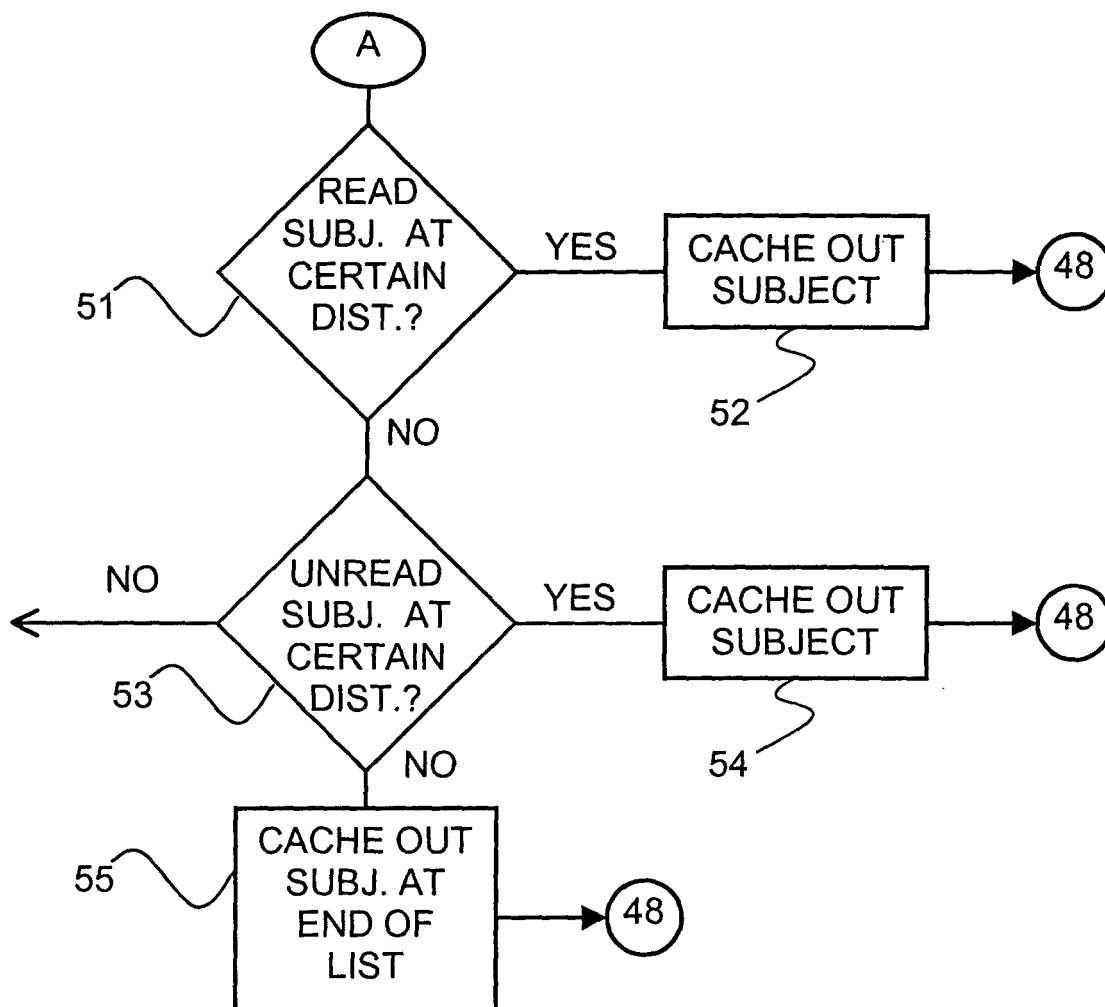 A
READ
SUBJ. AT
CERTAIN
DIST.?
YES
CACHE OUT
SUBJECT
48
51
52
NO
NO
UNREAD
SUBJ. AT
CERTAIN
DIST.?
YES
CACHE OUT
SUBJECT
48
53
54
NO
CACHE OUT
SUBJ. AT
END OF
LIST
48
55